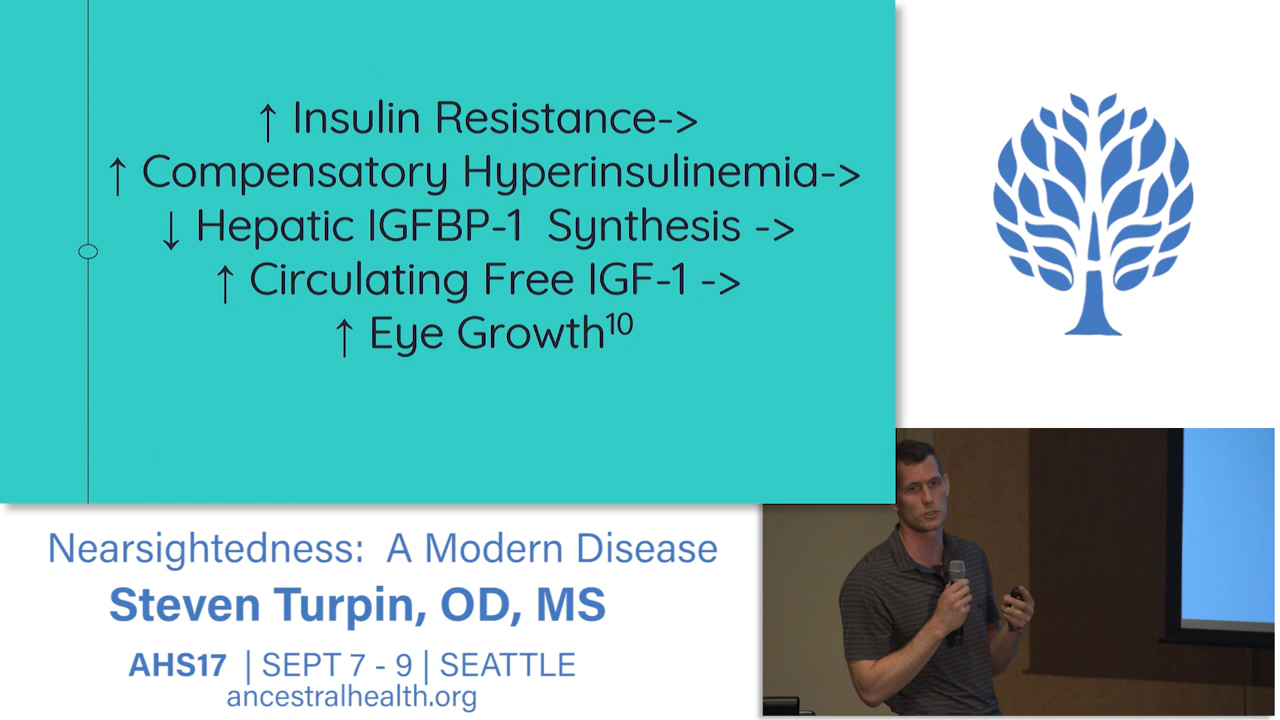 ↑ Insulin Resistance->
↑ Compensatory Hyperinsulinemia->
↓ Hepatic IGFBP-1 Synthesis ->
↑ Circulating Free IGF-1 ->
↑ Eye Growth¹⁰
Nearsightedness: A Modern Disease
Steven Turpin, OD, MS
AHS17 | SEPT 7 - 9 | SEATTLE
ancestralhealth.org